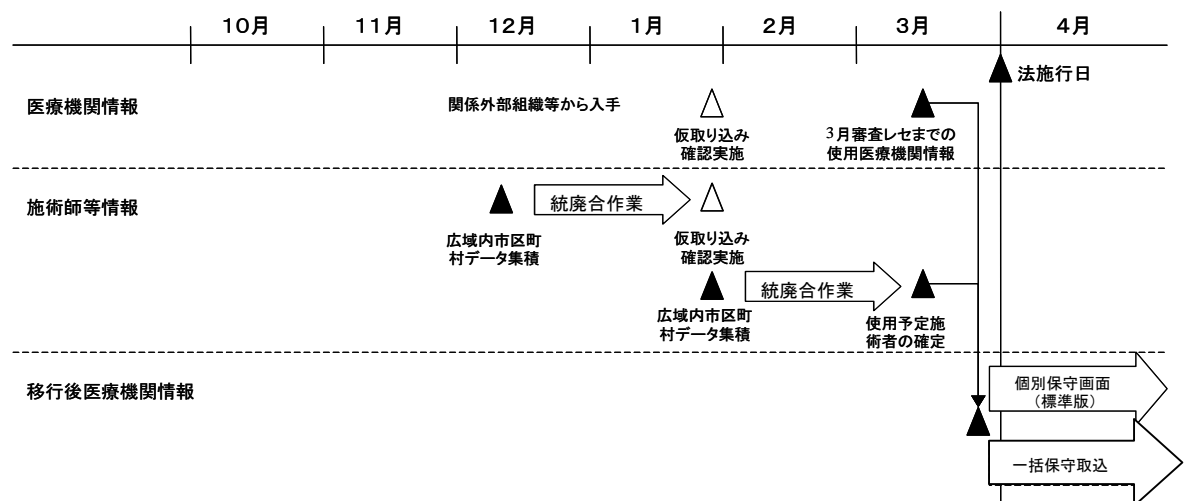 10月 11月 12月 1月 2月 3月 4月
法施行日
医療機関情報
関係外部組織等から入手
仮取り込み
確認実施
3月審査レセまでの
使用医療機関情報
施術師等情報
統廃合作業
広域内市区町
村データ集積
仮取り込み
確認実施
統廃合作業
広域内市区町
村データ集積
使用予定施
術者の確定
移行後医療機関情報
個別保守画面
(標準版)
一括保守取込